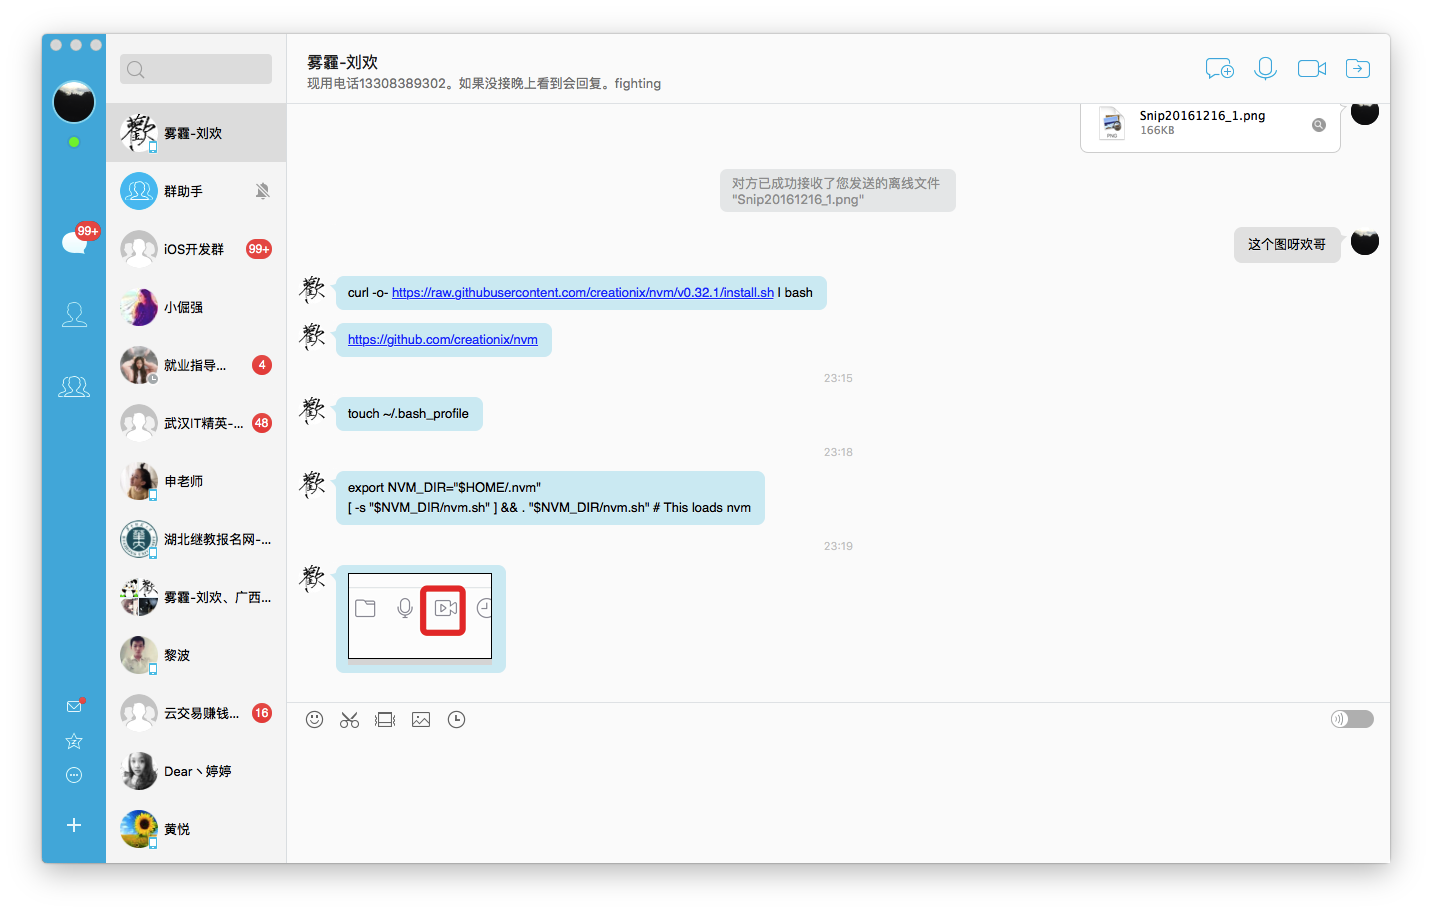 99+
雾霾-刘欢
群助手
iOS开发群
99+
小倔强
就业指导...
4
武汉IT精英-...
48
申老师
湖北继教报名网-...
雾霾-刘欢、广西...
黎波
云交易赚钱...
16
Dear丶婷婷
黄悦
雾霾-刘欢
现用电话13308389302。如果没接晚上看到会回复。fighting
PNG
Snip20161216_1.png
166KB
对方已成功接收了您发送的离线文件
"Snip20161216_1.png"
这个图呀欢哥
curl -o- https://raw.githubusercontent.com/creationix/nvm/v0.32.1/install.sh | bash
https://github.com/creationix/nvm
23:15
touch ~/.bash_profile
23:18
export NVM_DIR="$HOME/.nvm"
[ -s "$NVM_DIR/nvm.sh" ] && . "$NVM_DIR/nvm.sh" # This loads nvm
23:19